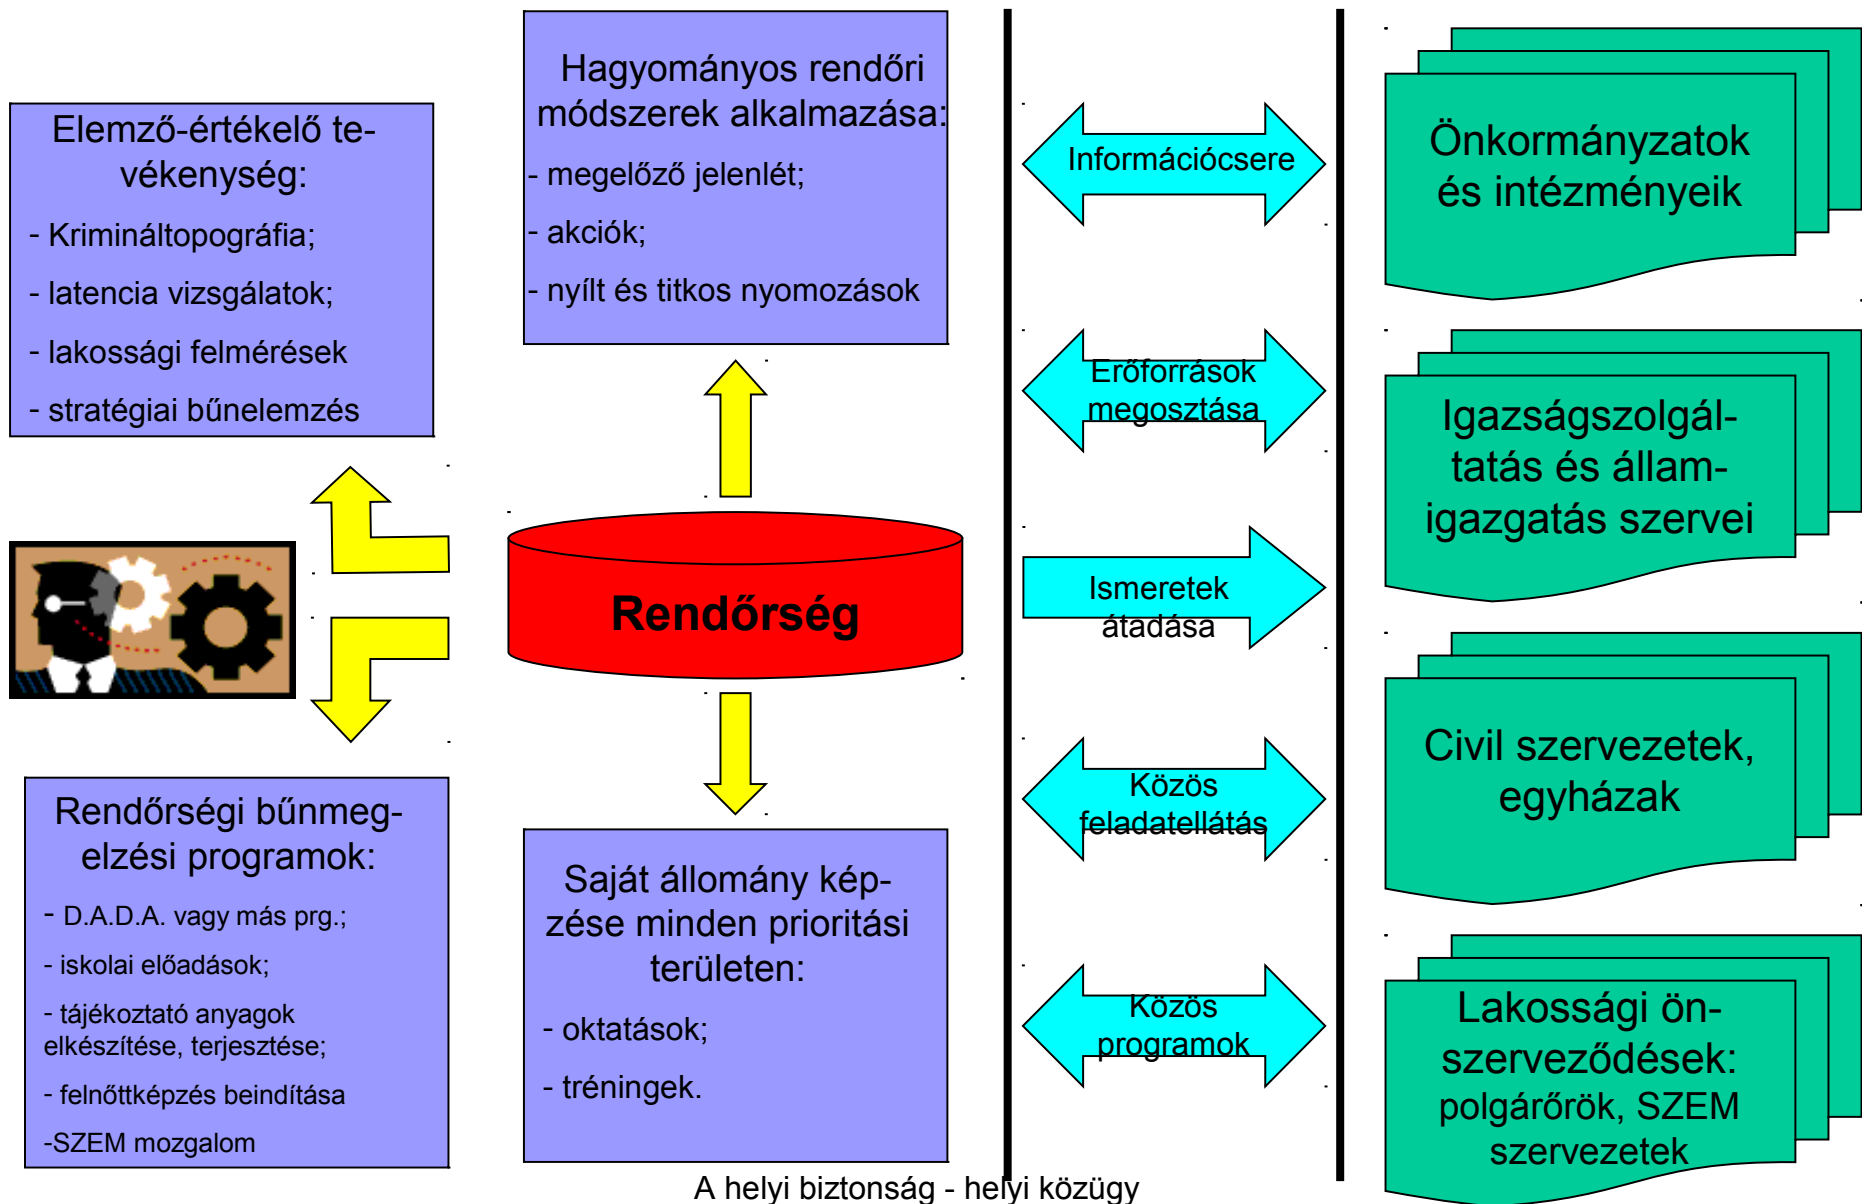 Elemző-értékelő te-
vékenység:
- Krimináltopográfia;
- latencia vizsgálatok;
- lakossági felmérések
- stratégiai bűnelemzés
Hagyományos rendőri
módszerek alkalmazása:
- megelőző jelenlét;
- akciók;
- nyílt és titkos nyomozások
Rendőrség
Rendőrségi bűnmeg-
elzési programok:
- D.A.D.A. vagy más prg.;
- iskolai előadások;
- tájékoztató anyagok
elkészítése, terjesztése;
- felnőttképzés beindítása
-SZEM mozgalom
Saját állomány kép-
zése minden prioritási
területen:
- oktatások;
- tréningek.
Információcsere
Erőforrások
megosztása
Ismeretek
átadása
Közös
feladatellátás
Közös
programok
Önkormányzatok
és intézményeik
Igazságszolgál-
tatás és állam-
igazgatás szervei
Civil szervezetek,
egyházak
Lakossági ön-
szerveződések:
polgárőrök, SZEM
szervezetek
A helyi biztonság - helyi közügy